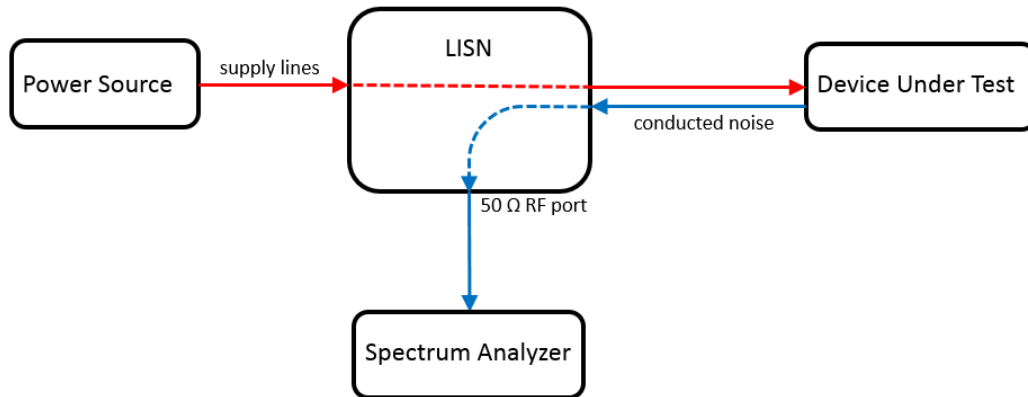 LISN
Power Source
supply lines
Device Under Test
conducted noise
50 Ω RF port
Spectrum Analyzer